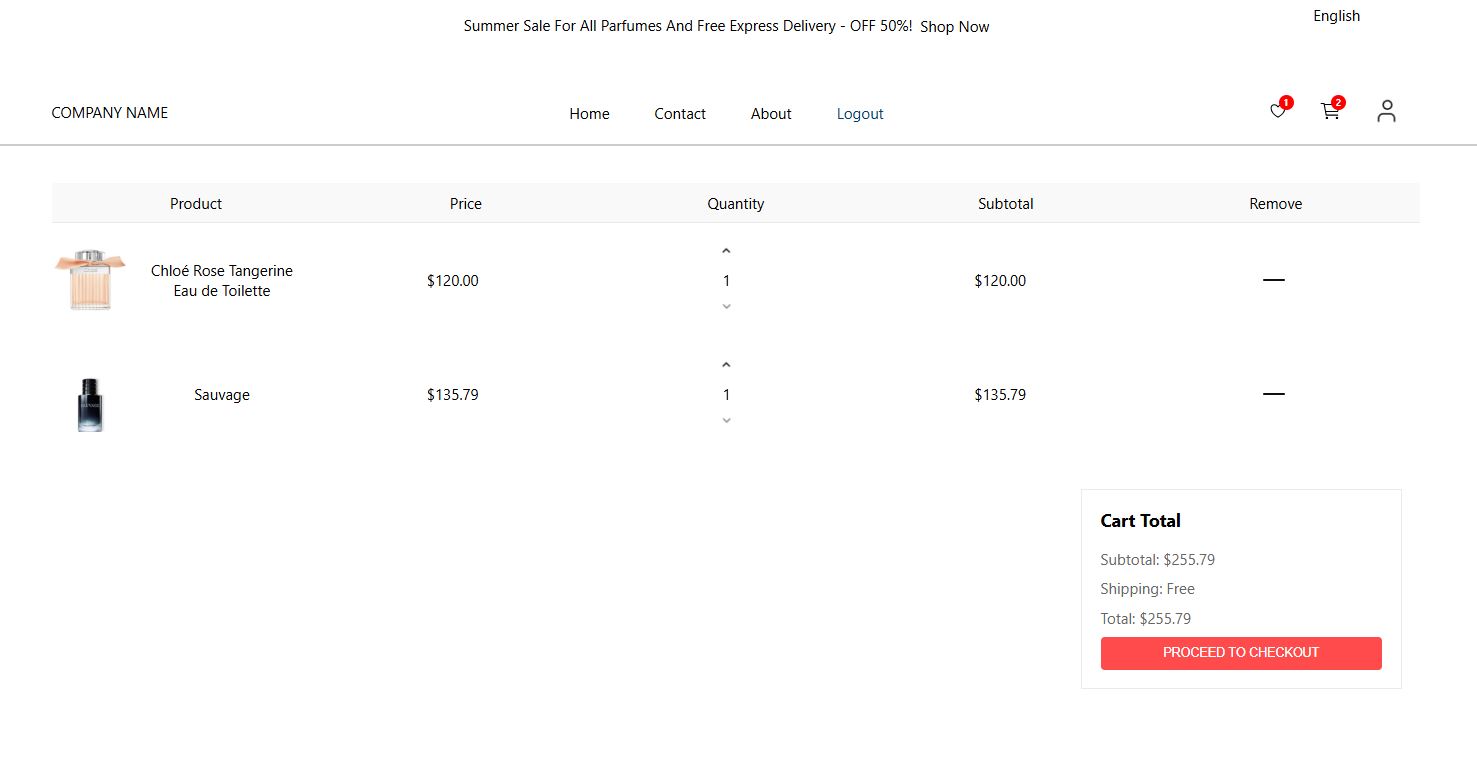 Summer Sale For All Parfumes And Free Express Delivery - OFF 50%! Shop Now
English
COMPANY NAME
Home Contact About Logout
1
2
Product Price Quantity Subtotal Remove
Chloé Rose Tangerine
Eau de Toilette
$120.00 1 $120.00
Sauvage $135.79 1 $135.79
Cart Total
Subtotal: $255.79
Shipping: Free
Total: $255.79
PROCEED TO CHECKOUT